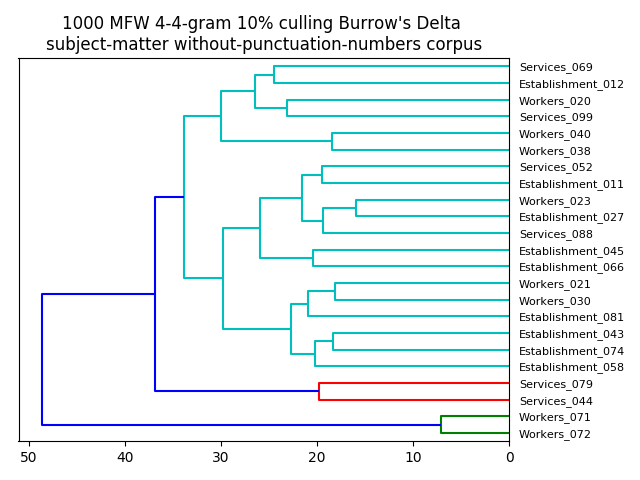 1000 MFW 4-4-gram 10% culling Burrow's Delta
subject-matter without-punctuation-numbers corpus
Services_069
Establishment_012
Workers_020
Services_099
Workers_040
Workers_038
Services_052
Establishment_011
Workers_023
Establishment_027
Services_088
Establishment_045
Establishment_066
Workers_021
Workers_030
Establishment_081
Establishment_043
Establishment_074
Establishment_058
Services_079
Services_044
Workers_071
Workers_072
50 40 30 20 10 0